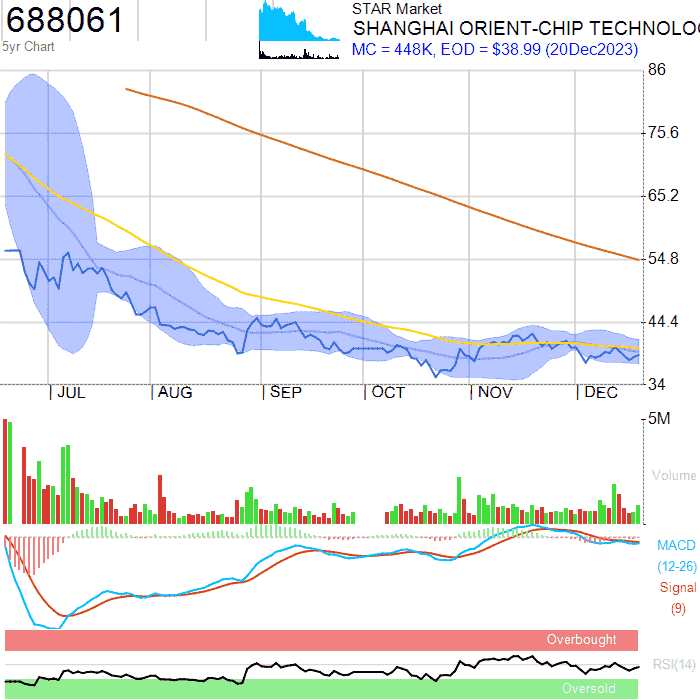 688061
5yr Chart
STAR Market
SHANGHAI ORIENT-CHIP TECHNOLO
MC = 448K, EOD = $38.99 (20Dec2023)
86
75.6
65.2
54.8
44.4
34
JUL AUG SEP OCT NOV DEC
5M
Volume
MACD
(12-26)
Signal
(9)
Overbought
RSI(14)
Oversold